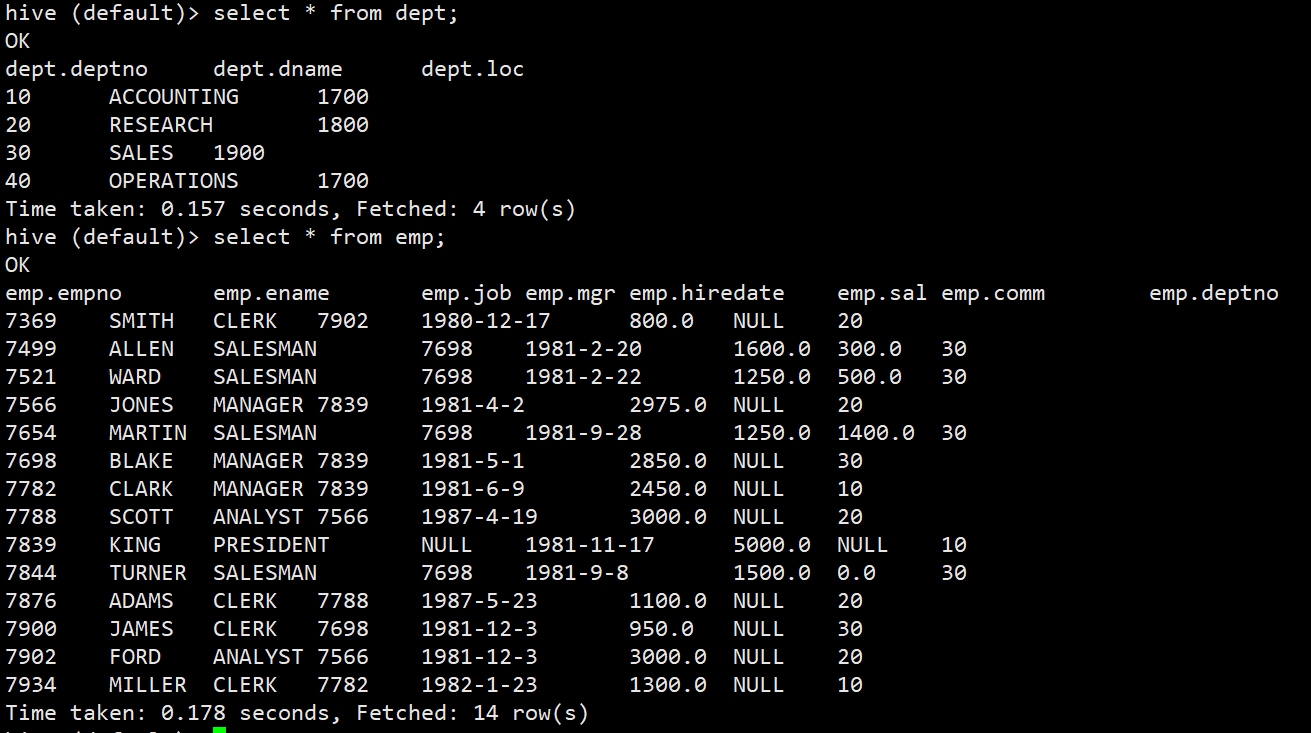 hive (default)> select * from dept;
OK
dept.deptno	dept.dname	dept.loc
10	ACCOUNTING	1700
20	RESEARCH	1800
30	SALES	1900
40	OPERATIONS	1700
Time taken: 0.157 seconds, Fetched: 4 row(s)
hive (default)> select * from emp;
OK
emp.empno	emp.ename	emp.job	emp.mgr	emp.hiredate	emp.sal	emp.comm	emp.deptno
7369	SMITH	CLERK	7902	1980-12-17	800.0	NULL	20
7499	ALLEN	SALESMAN	7698	1981-2-20	1600.0	300.0	30
7521	WARD	SALESMAN	7698	1981-2-22	1250.0	500.0	30
7566	JONES	MANAGER	7839	1981-4-2	2975.0	NULL	20
7654	MARTIN	SALESMAN	7698	1981-9-28	1250.0	1400.0	30
7698	BLAKE	MANAGER	7839	1981-5-1	2850.0	NULL	30
7782	CLARK	MANAGER	7839	1981-6-9	2450.0	NULL	10
7788	SCOTT	ANALYST	7566	1987-4-19	3000.0	NULL	20
7839	KING	PRESIDENT	NULL	1981-11-17	5000.0	NULL	10
7844	TURNER	SALESMAN	7698	1981-9-8	1500.0	0.0	30
7876	ADAMS	CLERK	7788	1987-5-23	1100.0	NULL	20
7900	JAMES	CLERK	7698	1981-12-3	950.0	NULL	30
7902	FORD	ANALYST	7566	1981-12-3	3000.0	NULL	20
7934	MILLER	CLERK	7782	1982-1-23	1300.0	NULL	10
Time taken: 0.178 seconds, Fetched: 14 row(s)